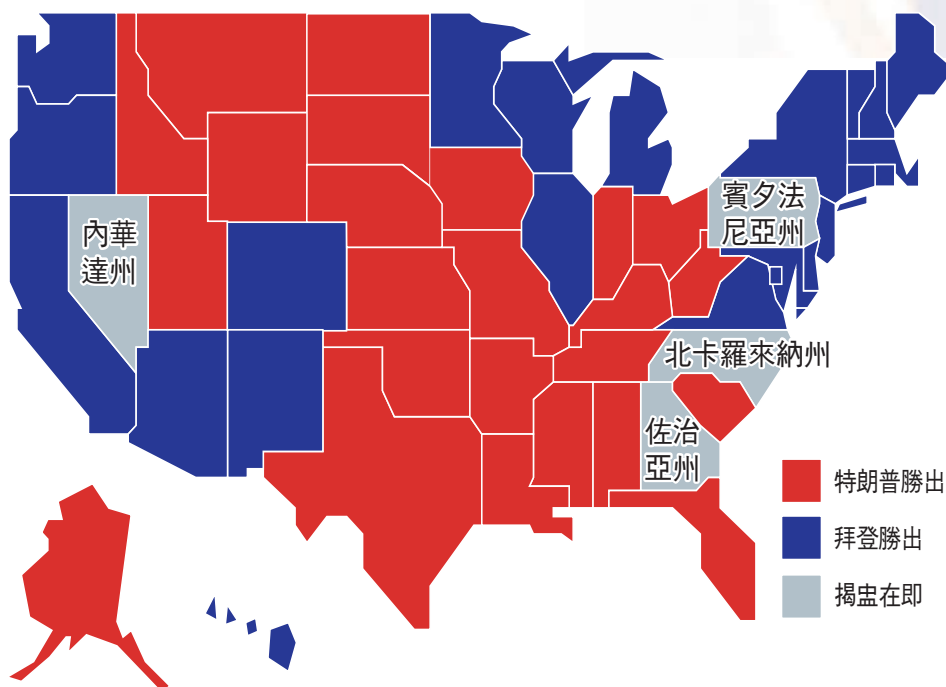 內華
達州
賓夕法
尼亞州
北卡羅來納州
佐治
亞州
特朗普勝出
拜登勝出
揭盅在即